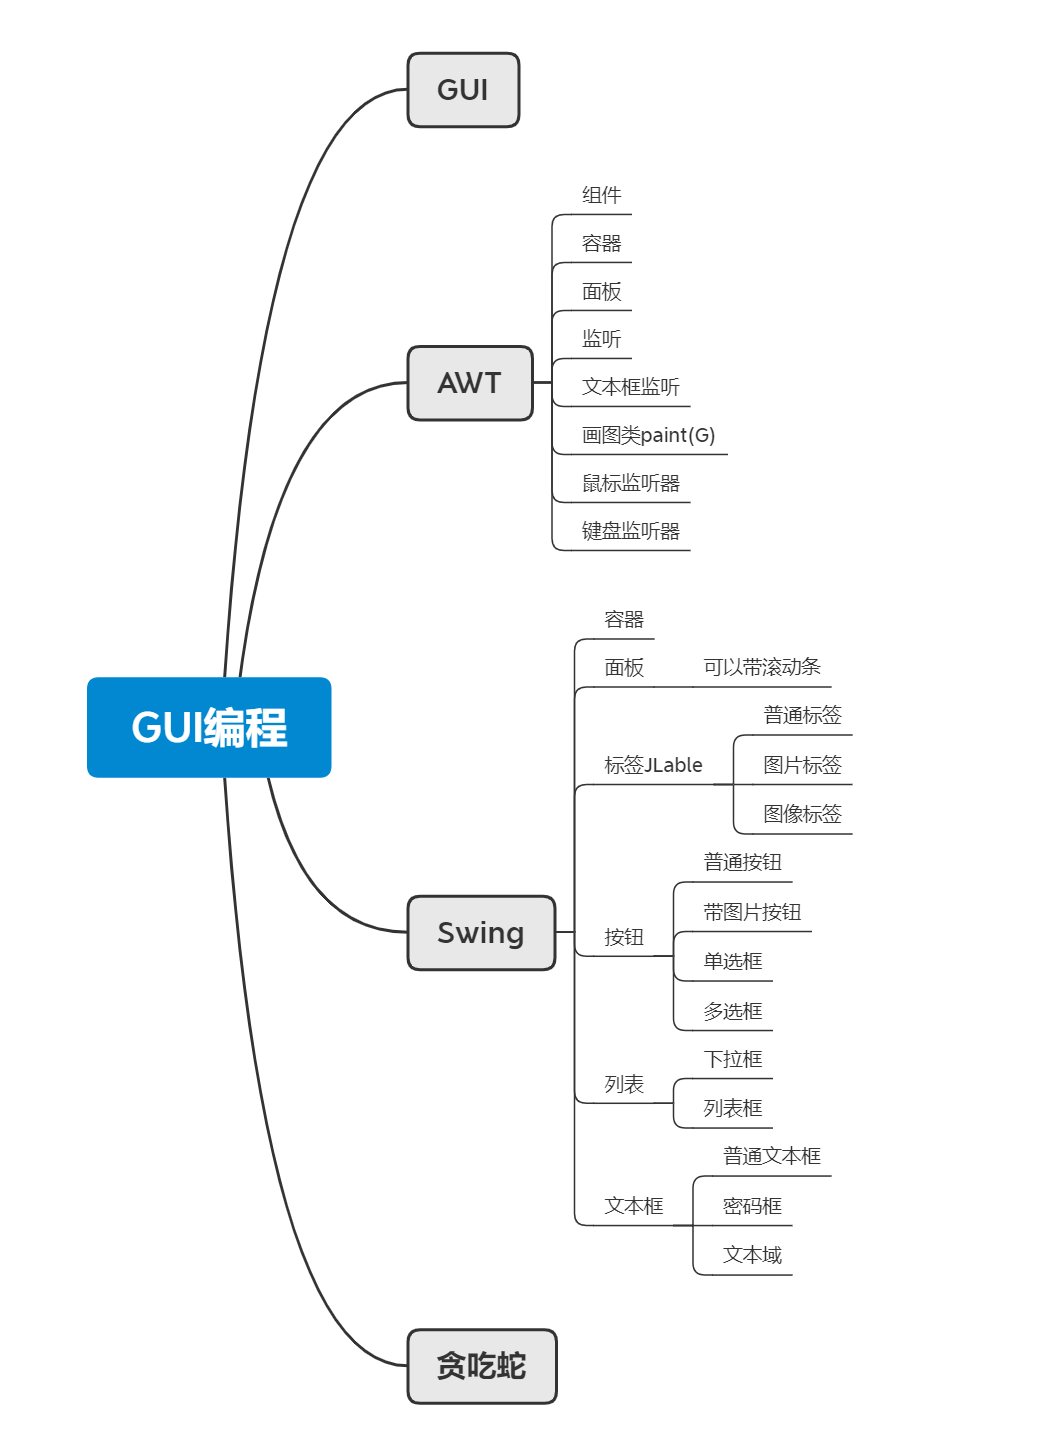 GUI
组件
容器
面板
监听
AWT
文本框监听
画图类paint(G)
鼠标监听器
键盘监听器
容器
面板
可以带滚动条
普通标签
标签JLable
图片标签
图像标签
GUI编程
普通按钮
带图片按钮
Swing
按钮
单选框
多选框
下拉框
列表
列表框
普通文本框
文本框
密码框
文本域
贪吃蛇